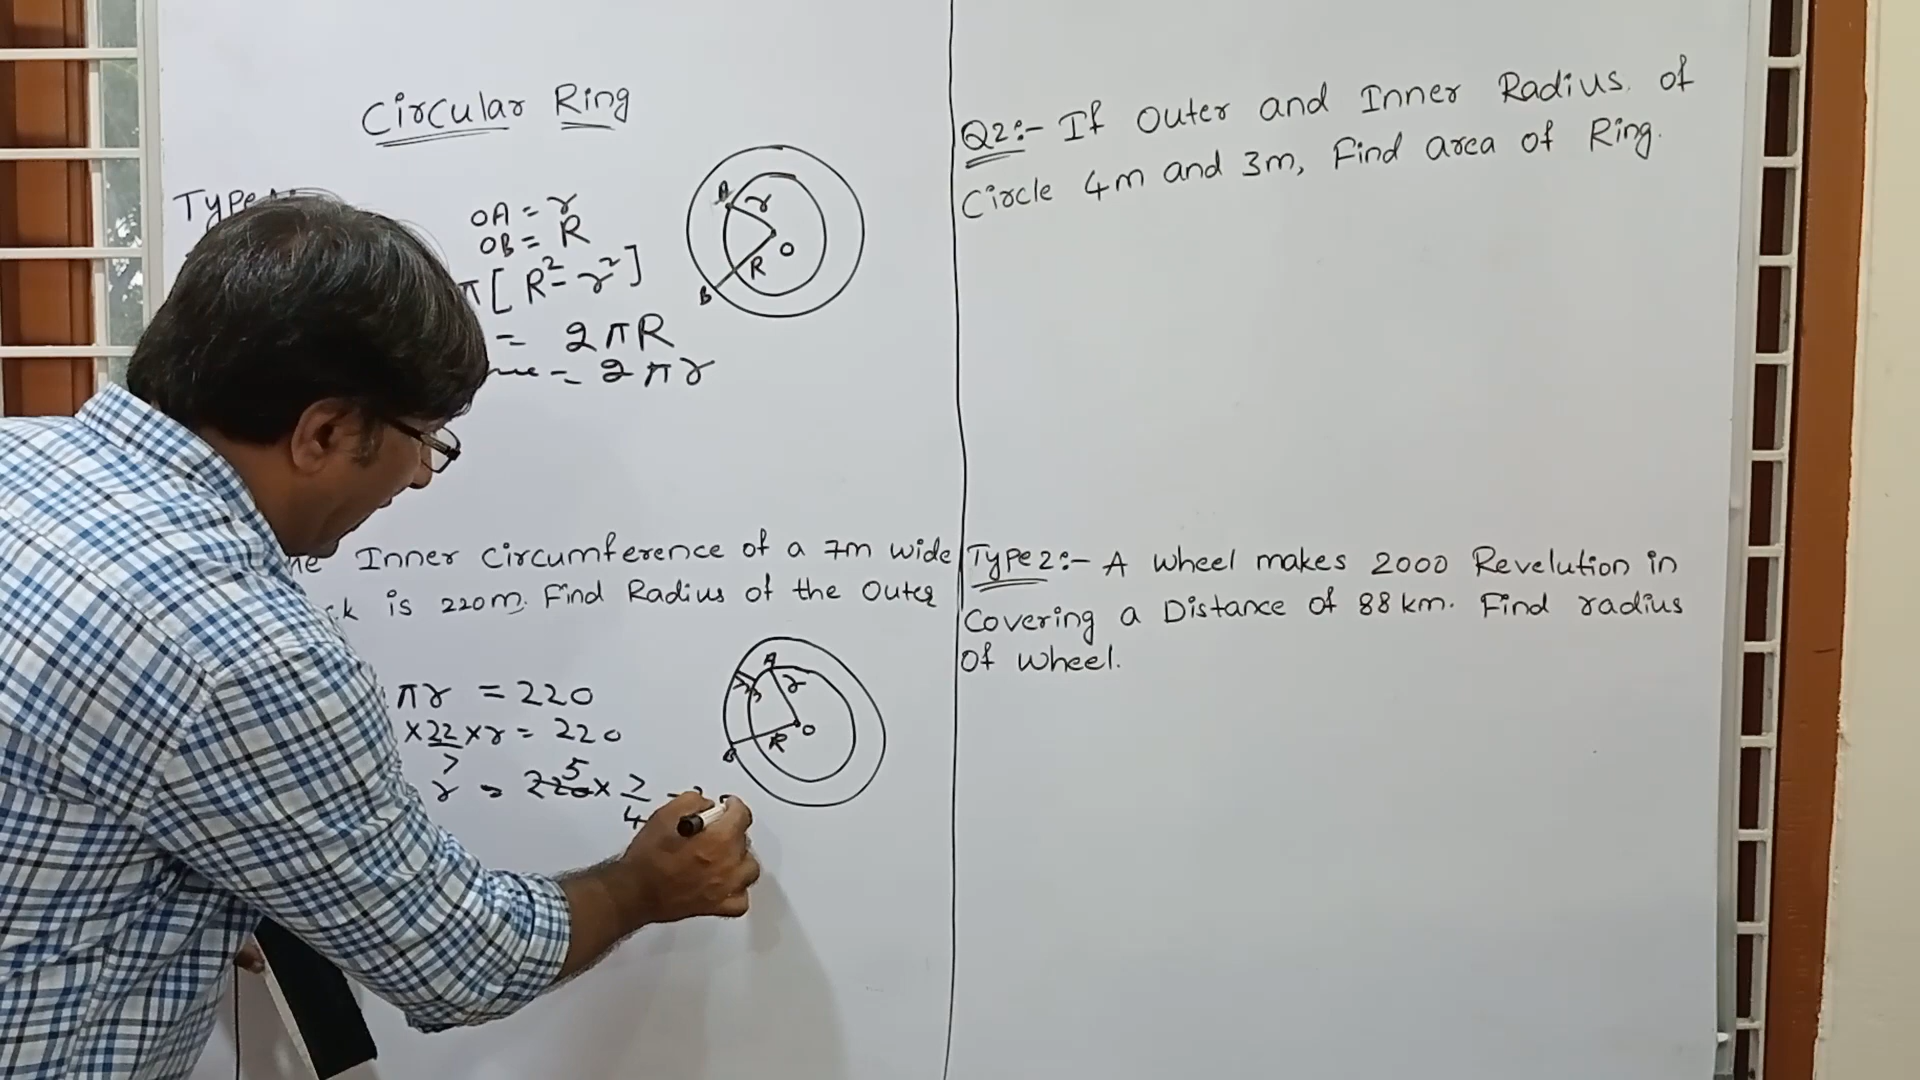 Circular Ring
Type
OA = r
OB = R
π [ R² - r² ]
= 2πR
= 2πr
A
r
O
R
B
Inner circumference of a 7m wide
is 220m. Find Radius of the Outer
πr = 220
× 22/7 × r = 220
r = 220 5 × 7/4
A
r
O
R
B
Q2:- If Outer and Inner Radius of
Circle 4m and 3m, Find area of Ring.
Type 2:- A wheel makes 2000 Revelution in
Covering a Distance of 88 km. Find radius
Of wheel.